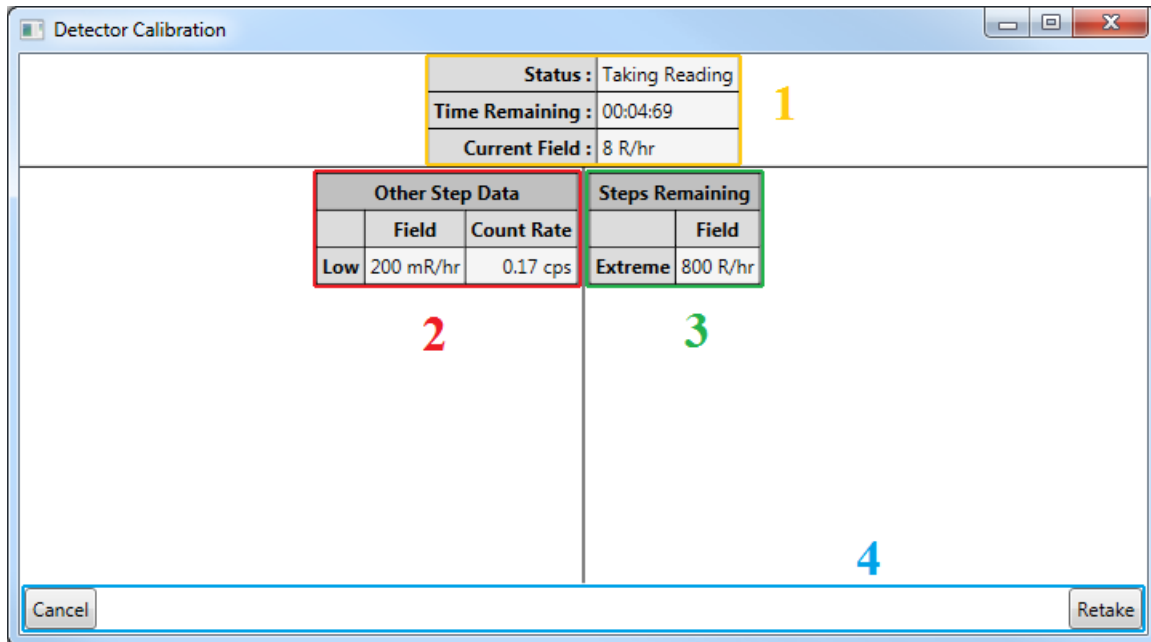 Detector Calibration
Status : Taking Reading
Time Remaining : 00:04:69
Current Field : 8 R/hr
1
Other Step Data
Field Count Rate
Low 200 mR/hr 0.17 cps
2
Steps Remaining
Field
Extreme 800 R/hr
3
4
Cancel
Retake